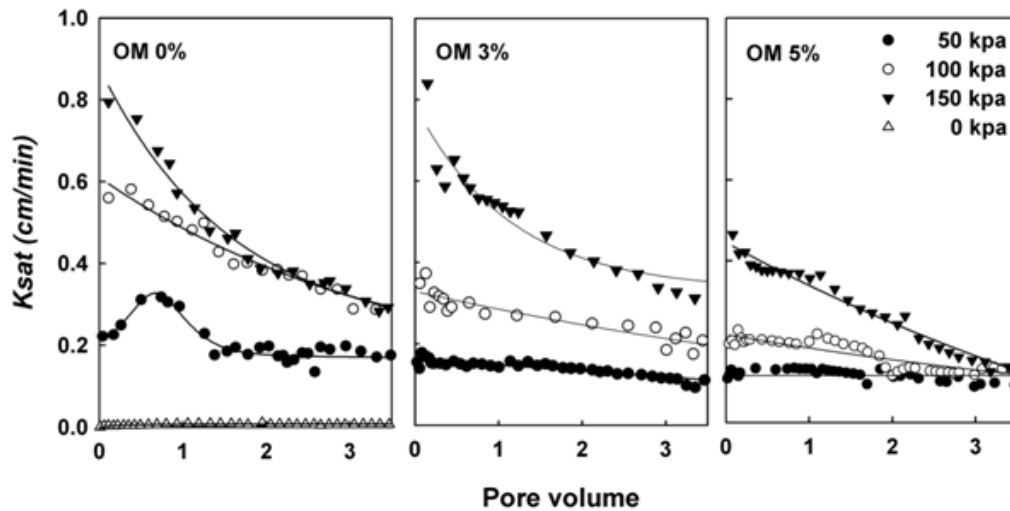 1.0
0.8
0.6
0.4
0.2
0.0
Ksat (cm/min)
OM 0%
OM 3%
OM 5%
50 kpa
100 kpa
150 kpa
0 kpa
0 1 2 3
0 1 2 3
0 1 2 3
Pore volume